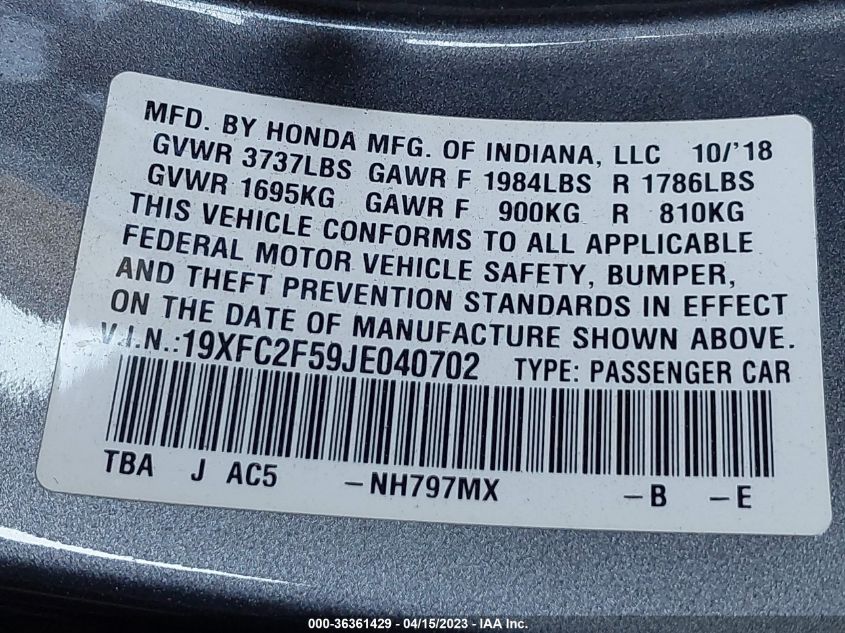 MFD. BY HONDA MFG. OF INDIANA, LLC 10/'18
GVWR 3737LBS GAWR F 1984LBS R 1786LBS
GVWR 1695KG GAWR F 900KG R 810KG
THIS VEHICLE CONFORMS TO ALL APPLICABLE
FEDERAL MOTOR VEHICLE SAFETY, BUMPER,
AND THEFT PREVENTION STANDARDS IN EFFECT
ON THE DATE OF MANUFACTURE SHOWN ABOVE.
V.I.N.:19XFC2F59JE040702 TYPE: PASSENGER CAR
TBA J AC5 -NH797MX -B -E
000-36361429 - 04/15/2023 - IAAI, Inc.